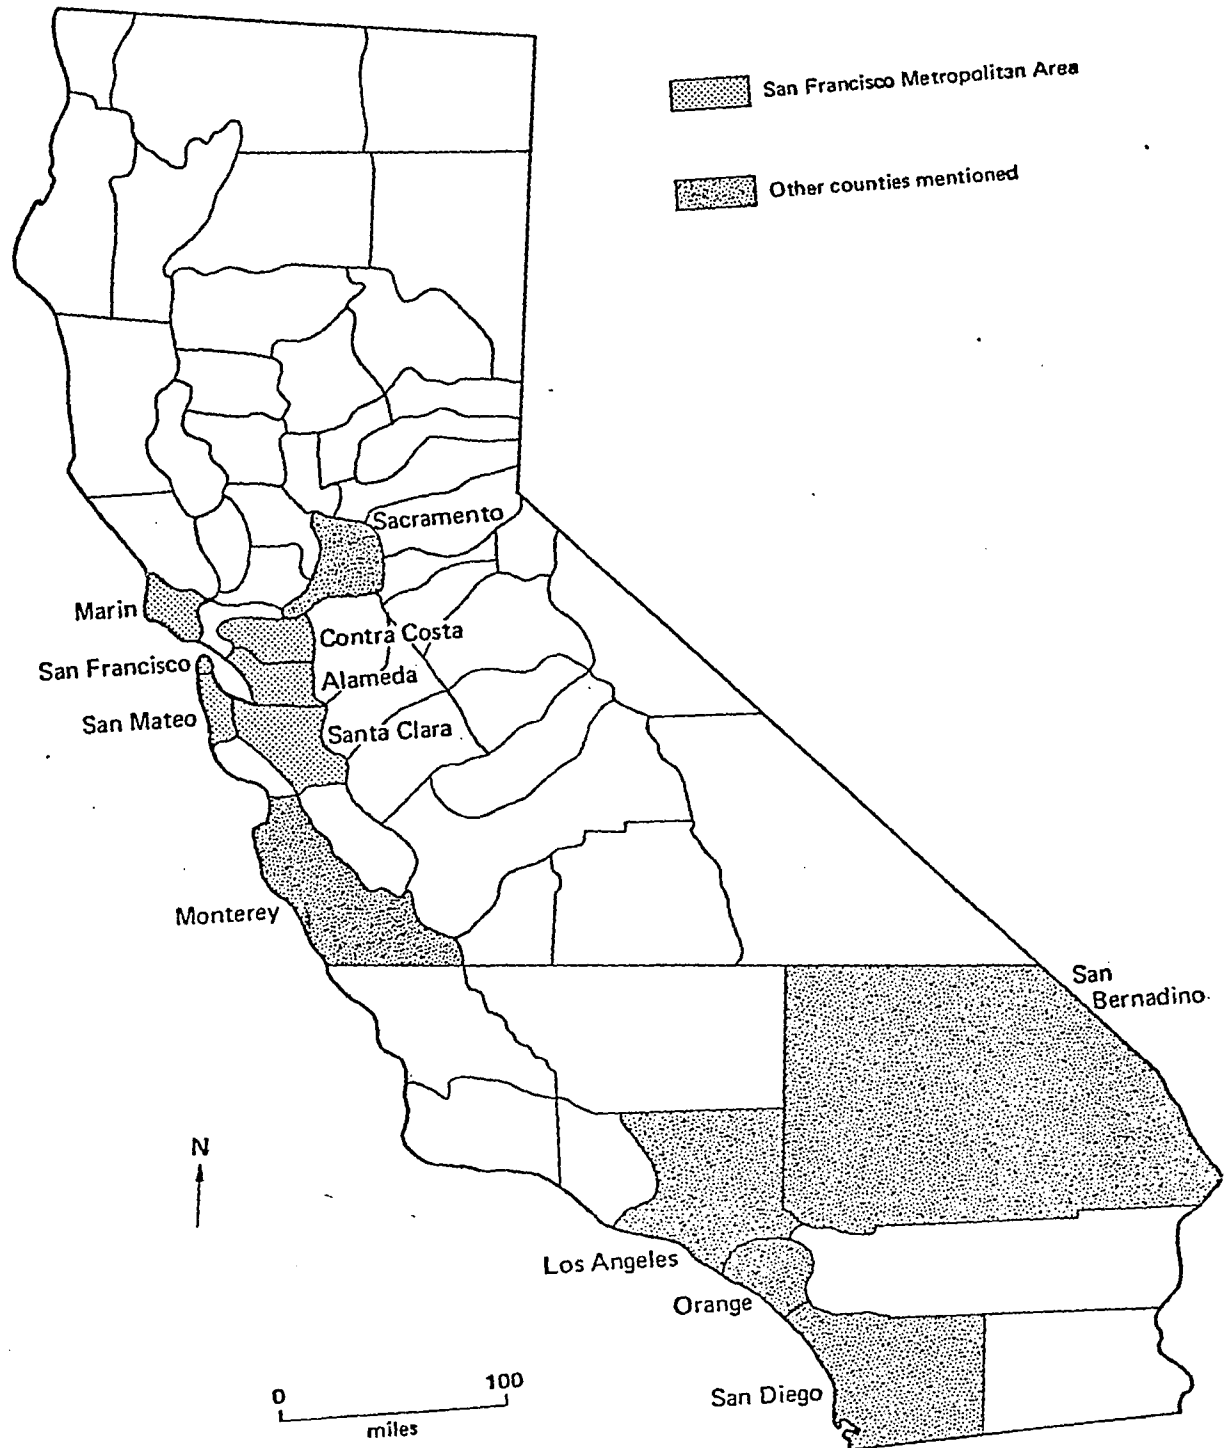 San Francisco Metropolitan Area
Other counties mentioned
Sacramento
Marin
Contra Costa
San Francisco
Alameda
San Mateo
Santa Clara
Monterey
San
Bernadino
N
Los Angeles
Orange
San Diego
0 100
miles